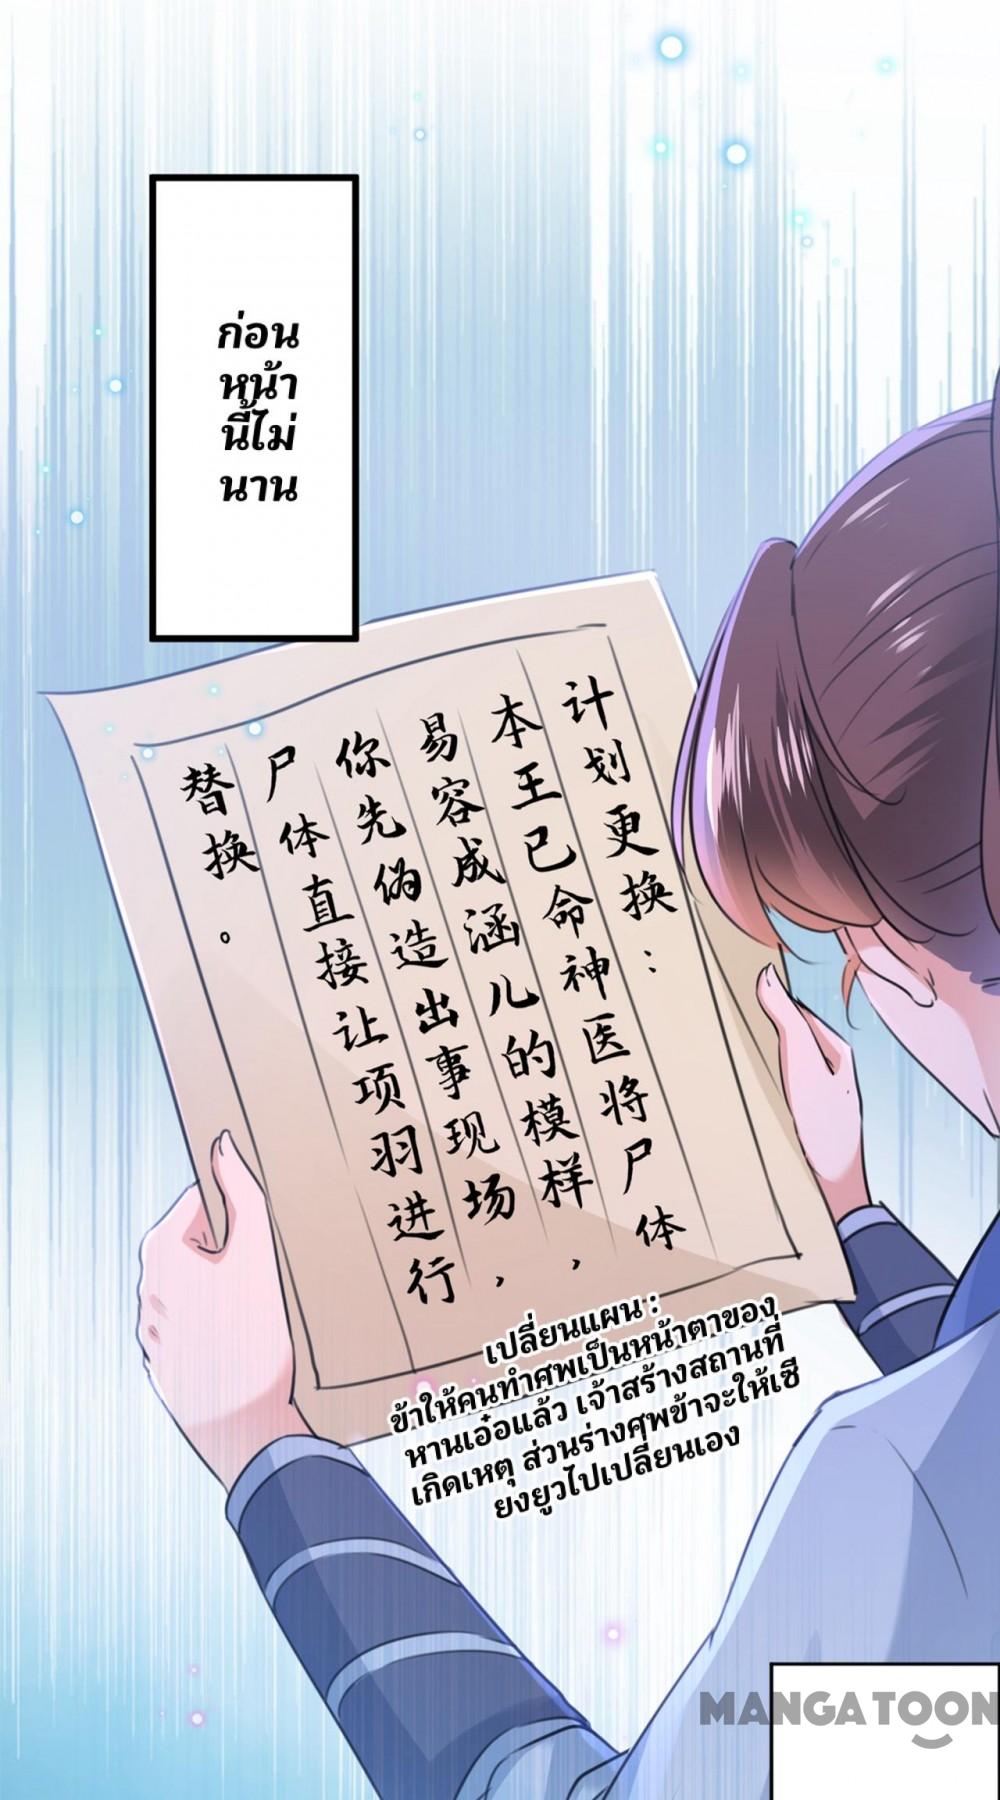 ก่อน
หน้า
นี้ไม่
นาน
计划更换：
本王已命神医将尸体
易容成涵儿的模样，
你先伪造出事现场，
尸体直接让项羽进行
替换。
เปลี่ยนแผน :
ข้าให้คนทำศพเป็นหน้าตาของ
หานเอ๋อแล้ว เจ้าสร้างสถานที่
เกิดเหตุ ส่วนร่างศพข้าจะให้เซี
ยงยูวไปเปลี่ยนเอง
MANGATOON